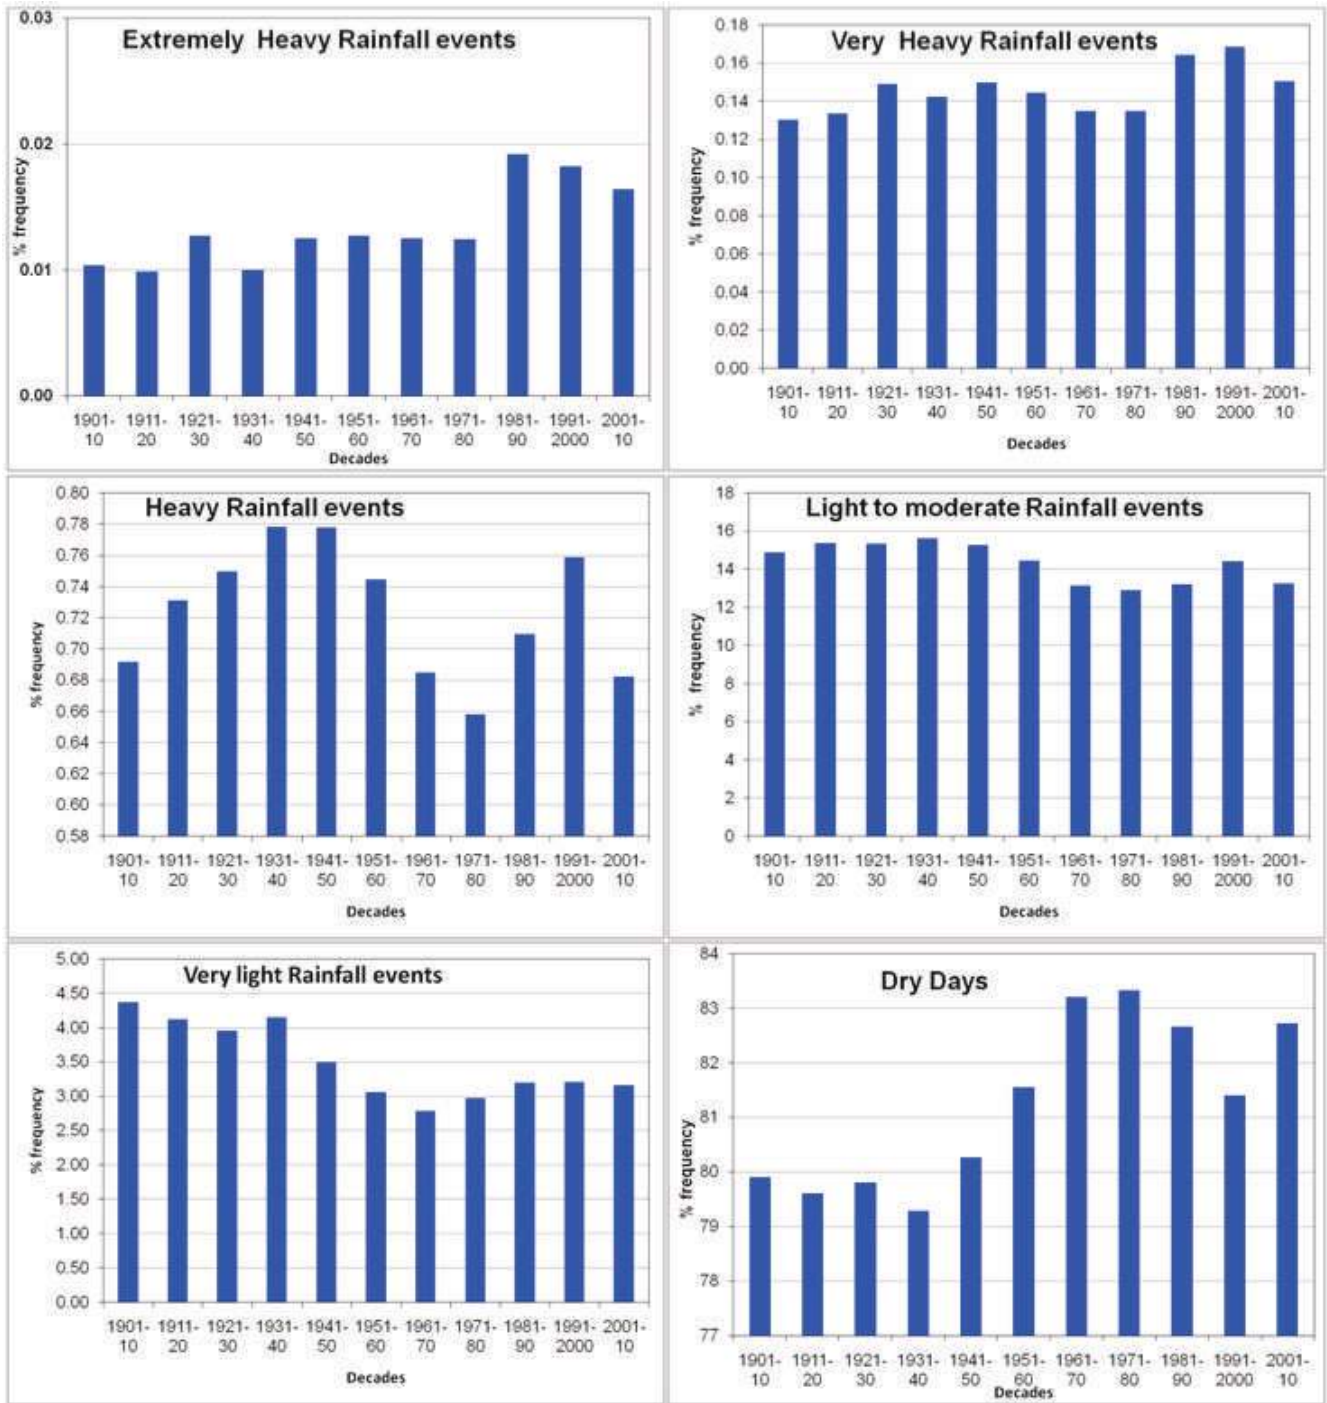 Extremely Heavy Rainfall events
% frequency
0.03
0.02
0.01
0.00
1901- 1911- 1921- 1931- 1941- 1951- 1961- 1971- 1981- 1991- 2001-
10 20 30 40 50 60 70 80 90 2000 10
Decades
Very Heavy Rainfall events
% frequency
0.18
0.16
0.14
0.12
0.10
0.08
0.06
0.04
0.02
0.00
1901- 1911- 1921- 1931- 1941- 1951- 1961- 1971- 1981- 1991- 2001-
10 20 30 40 50 60 70 80 90 2000 10
Decades
Heavy Rainfall events
% frequency
0.80
0.78
0.76
0.74
0.72
0.70
0.68
0.66
0.64
0.62
0.60
0.58
1901- 1911- 1921- 1931- 1941- 1951- 1961- 1971- 1981- 1991- 2001-
10 20 30 40 50 60 70 80 90 2000 10
Decades
Light to moderate Rainfall events
% frequency
18
16
14
12
10
8
6
4
2
0
1901- 1911- 1921- 1931- 1941- 1951- 1961- 1971- 1981- 1991- 2001-
10 20 30 40 50 60 70 80 90 2000 10
Decades
Very light Rainfall events
% frequency
5.00
4.50
4.00
3.50
3.00
2.50
2.00
1.50
1.00
0.50
0.00
1901- 1911- 1921- 1931- 1941- 1951- 1961- 1971- 1981- 1991- 2001-
10 20 30 40 50 60 70 80 90 2000 10
Decades
Dry Days
% frequency
84
83
82
81
80
79
78
77
1901- 1911- 1921- 1931- 1941- 1951- 1961- 1971- 1981- 1991- 2001-
10 20 30 40 50 60 70 80 90 2000 10
Decades